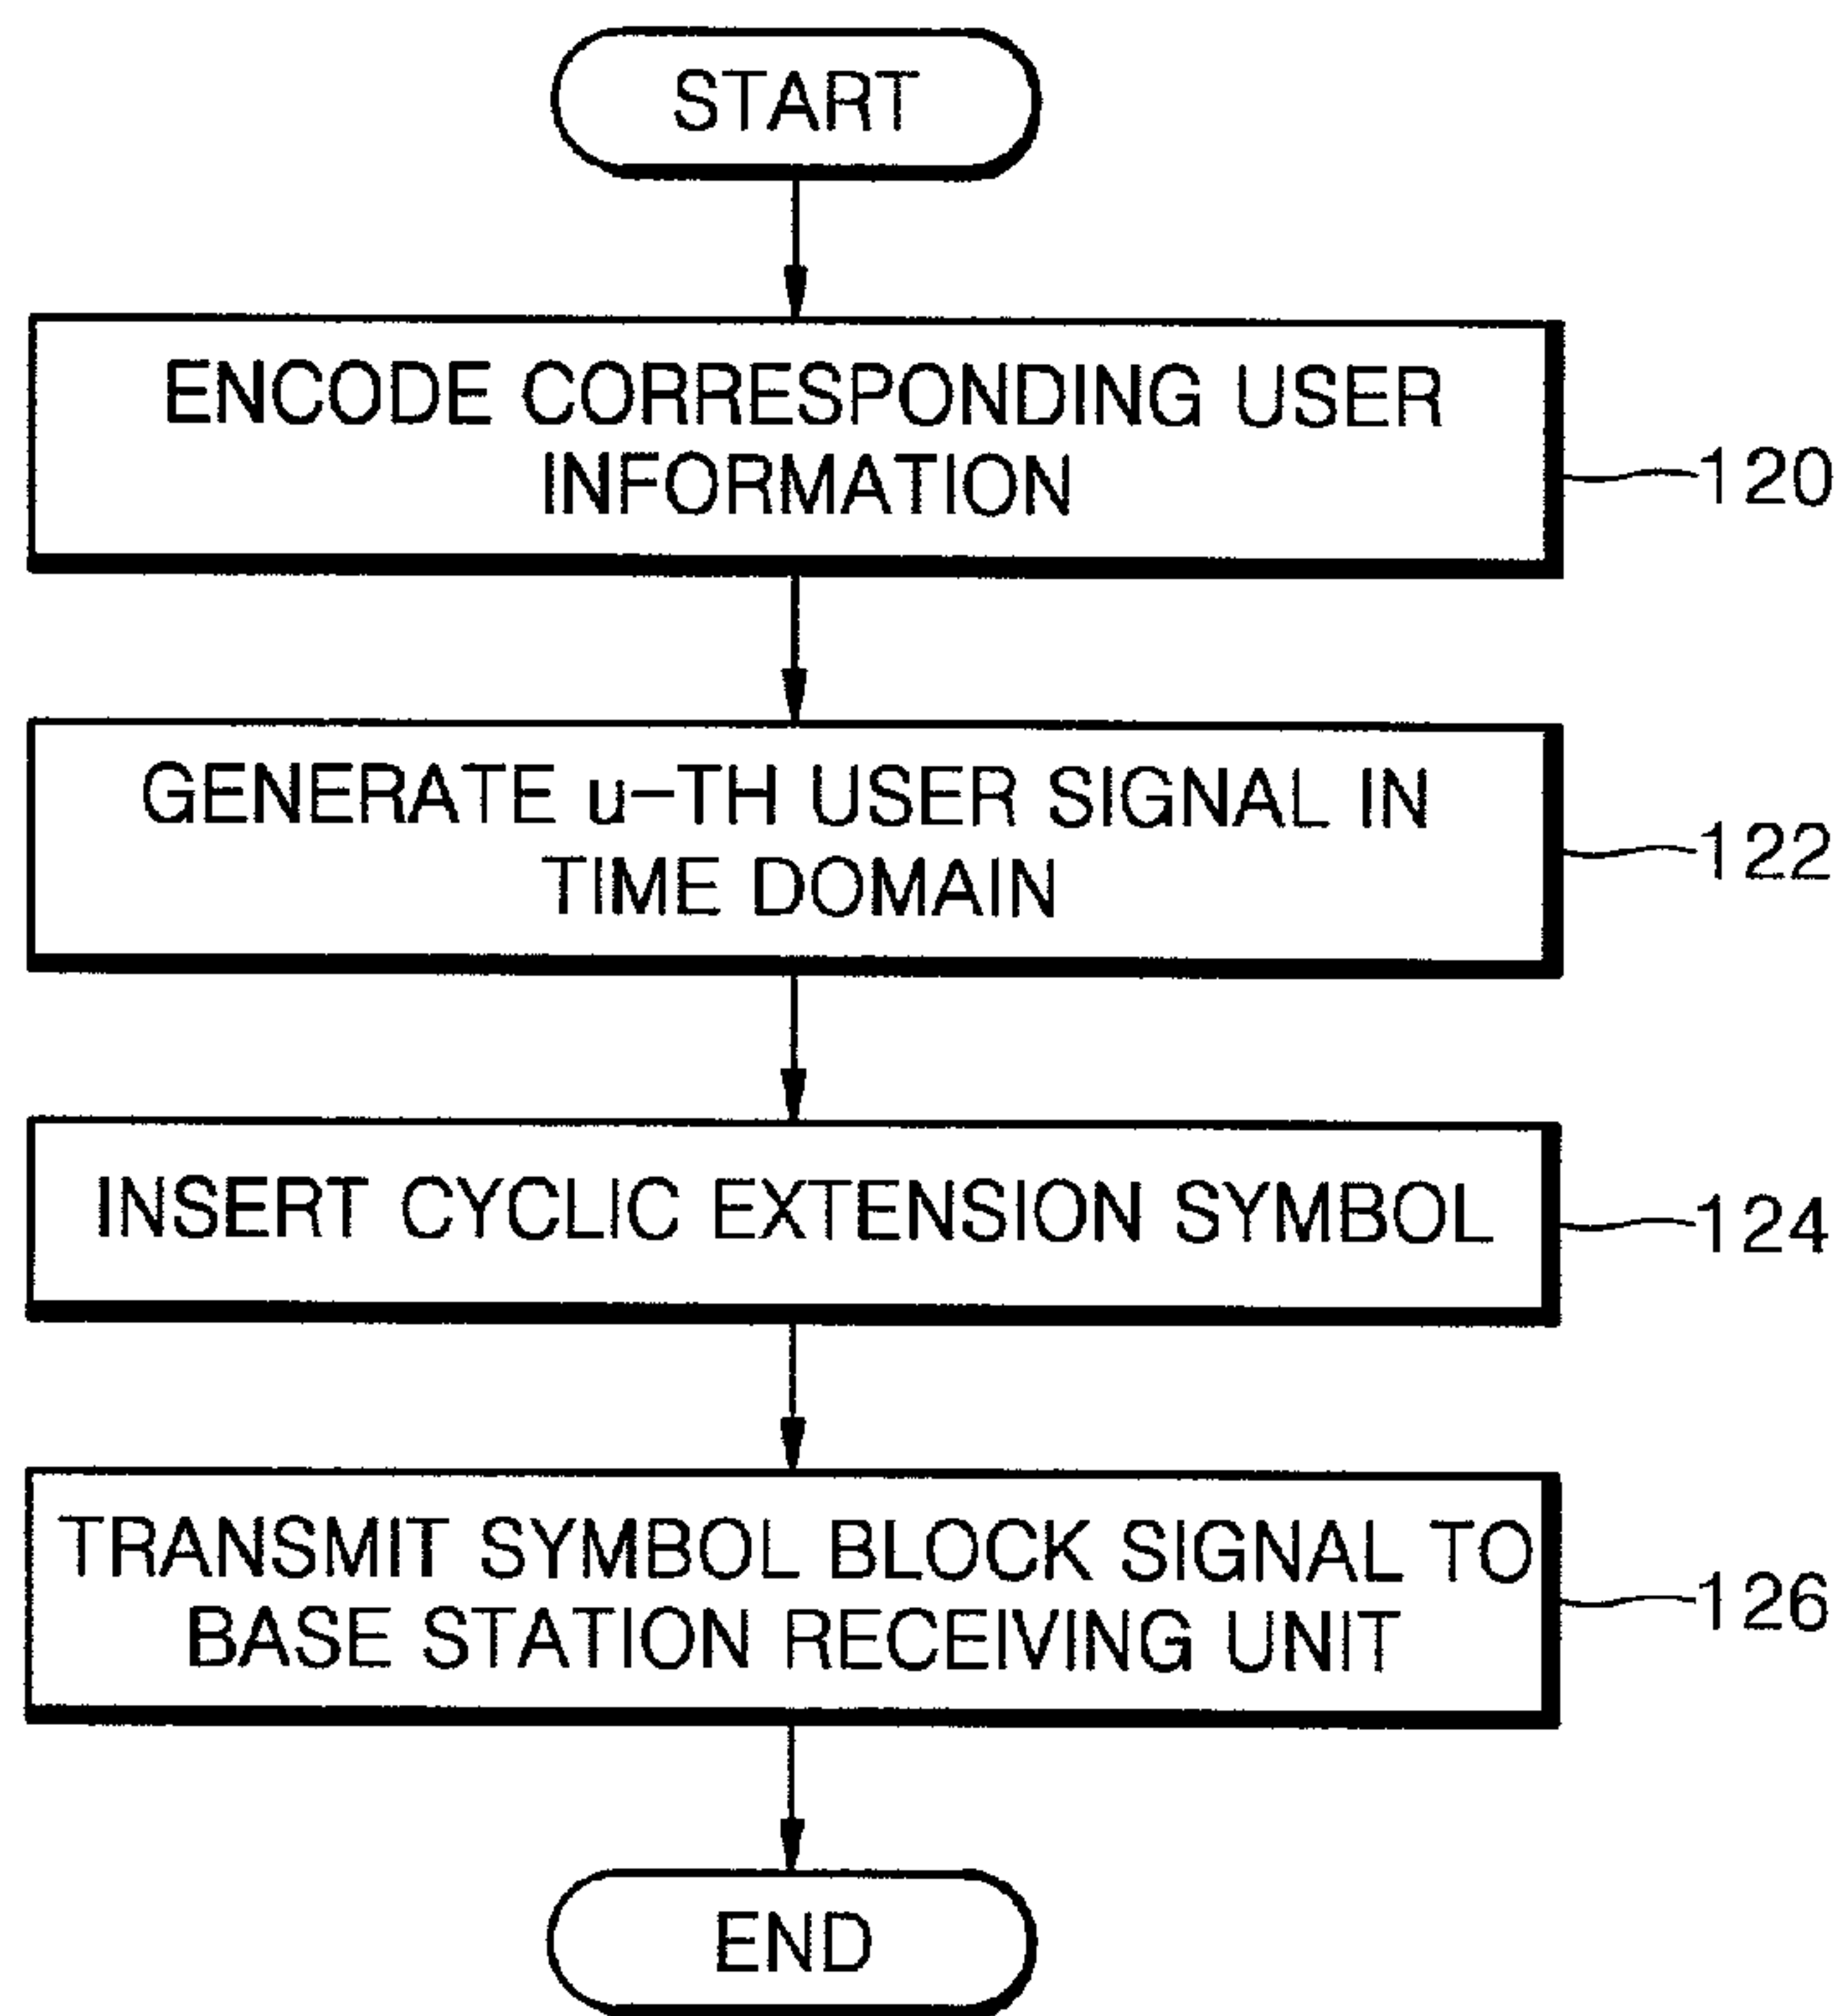 START
ENCODE CORRESPONDING USER
INFORMATION
120
GENERATE u-TH USER SIGNAL IN
TIME DOMAIN
122
INSERT CYCLIC EXTENSION SYMBOL
124
TRANSMIT SYMBOL BLOCK SIGNAL TO
BASE STATION RECEIVING UNIT
126
END